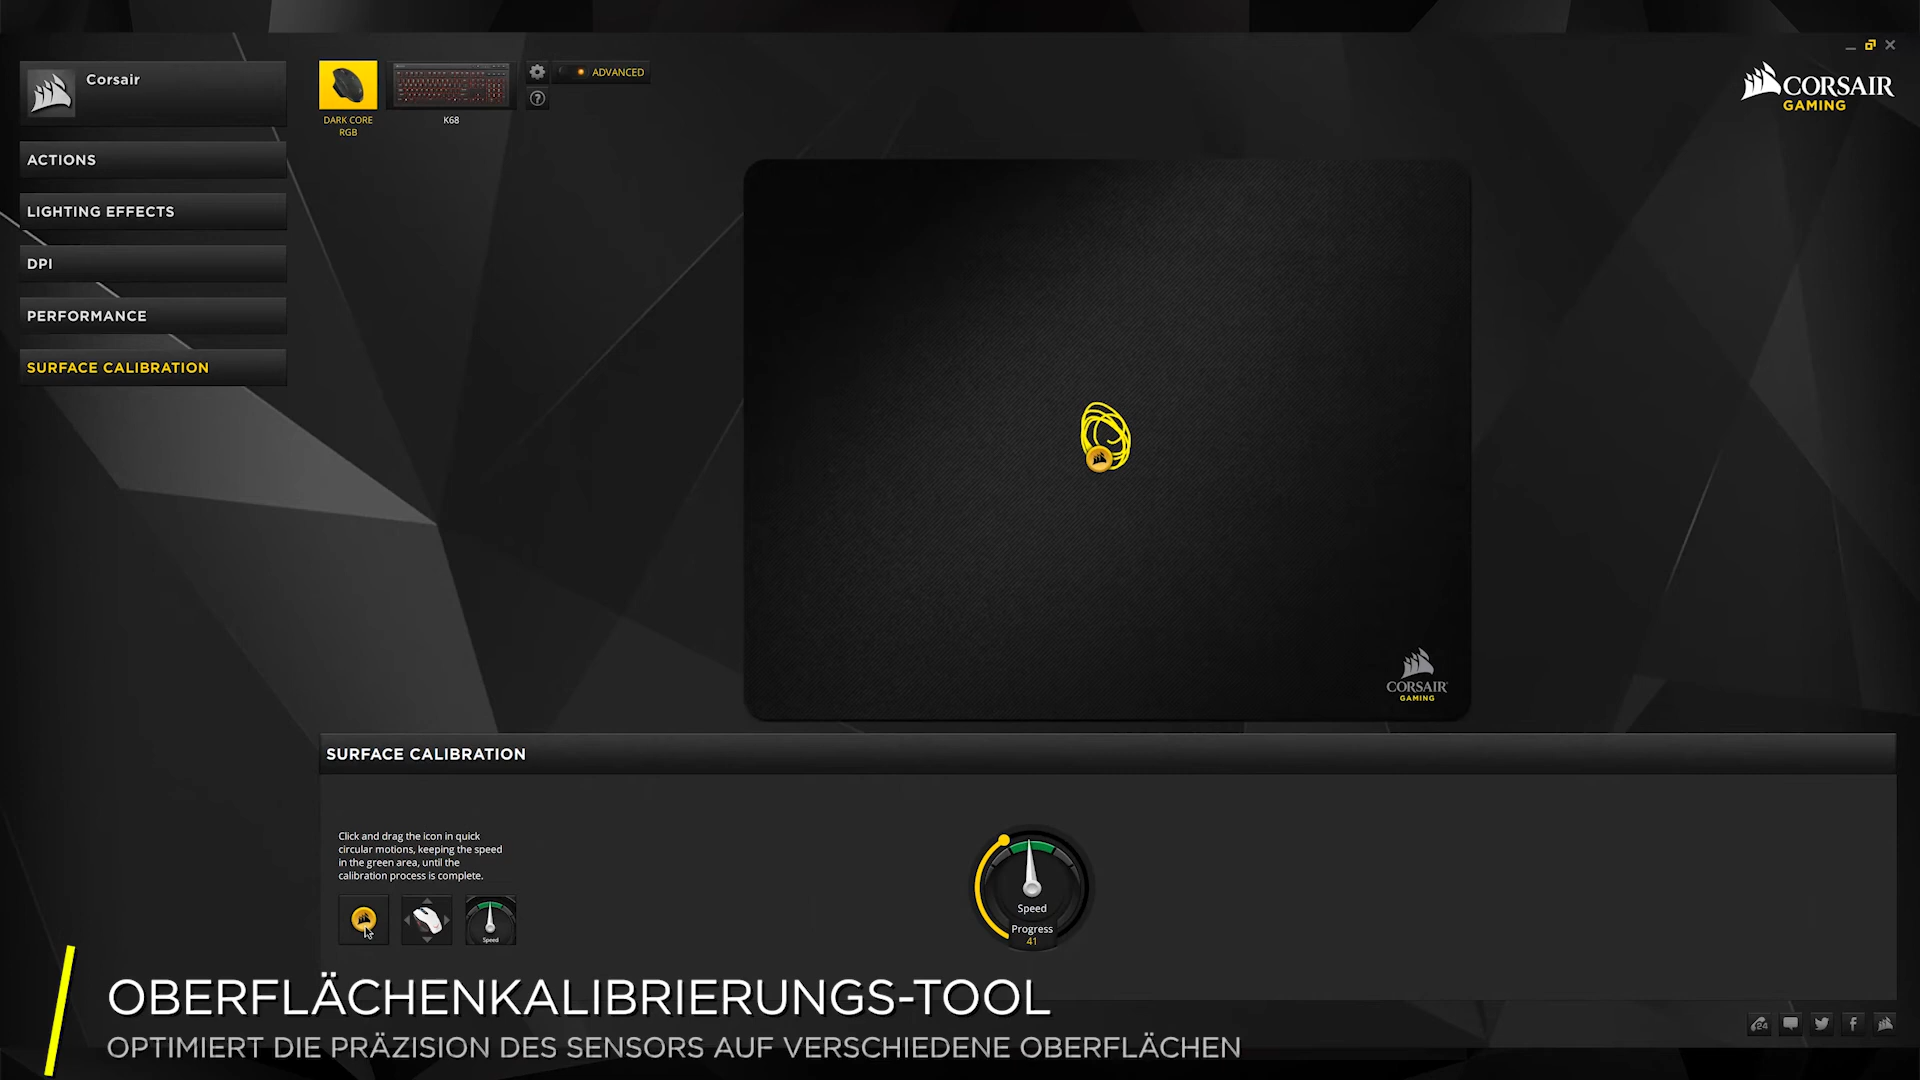 Corsair
ACTIONS
LIGHTING EFFECTS
DPI
PERFORMANCE
SURFACE CALIBRATION
DARK CORE
RGB
K68
ADVANCED
CORSAIR
GAMING
CORSAIR
GAMING
SURFACE CALIBRATION
Click and drag the icon in quick
circular motions, keeping the speed
in the green area, until the
calibration process is complete.
Speed
Speed
Progress
41
OBERFLÄCHENKALIBRIERUNGS-TOOL
OPTIMIERT DIE PRÄZISION DES SENSORS AUF VERSCHIEDENE OBERFLÄCHEN
24